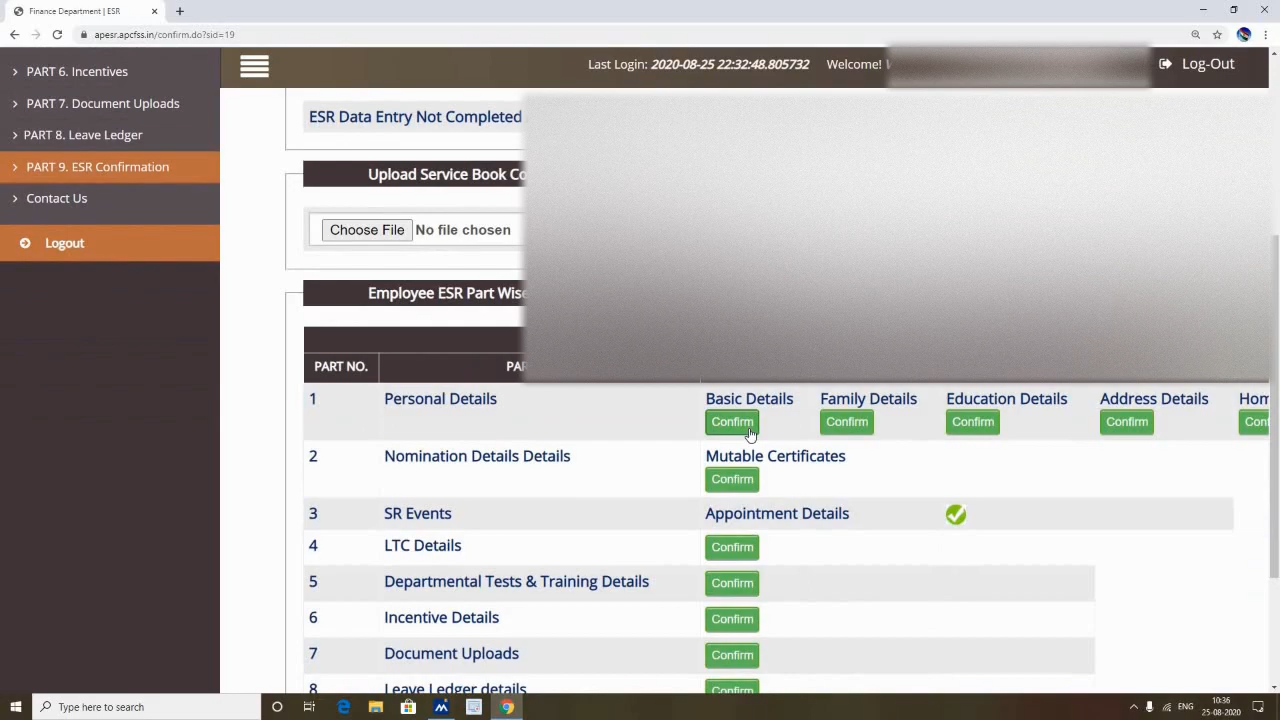 Finance Department | ESR
apesr.apcfss.in/confirm.do?sid=19
PART 6. Incentives
PART 7. Document Uploads
PART 8. Leave Ledger
PART 9. ESR Confirmation
Contact Us
Logout
Last Login: 2020-08-25 22:32:48.805732 Welcome!
Log-Out
ESR Data Entry Not Completed
Upload Service Book Co
Choose File No file chosen
Employee ESR Part Wise
PART NO. PAR
1 Personal Details Basic Details Family Details Education Details Address Details Hom
Confirm Confirm Confirm Confirm Conf
2 Nomination Details Details Mutable Certificates
Confirm
3 SR Events Appointment Details
4 LTC Details Confirm
5 Departmental Tests & Training Details Confirm
6 Incentive Details Confirm
7 Document Uploads Confirm
8 Leave Ledger details Confirm
Type here to search
ENG
10:36
25-08-2020